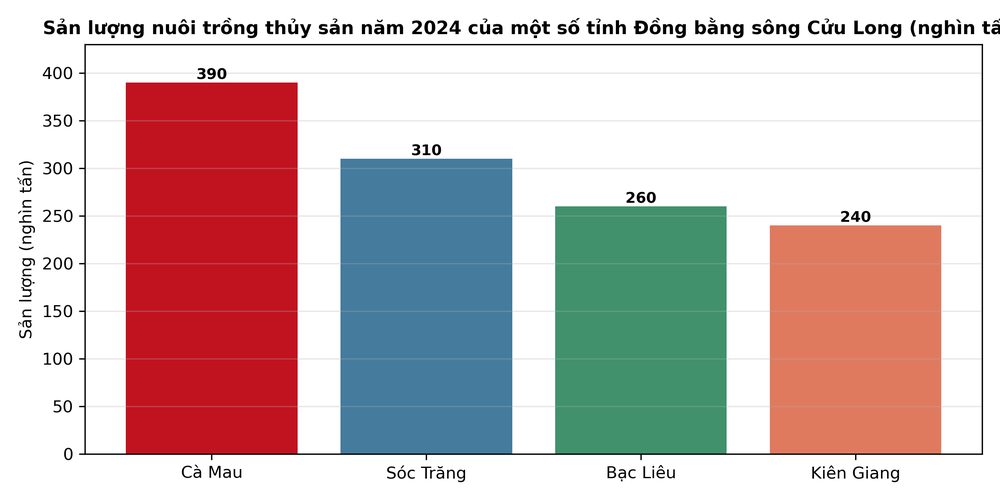 Sản lượng nuôi trồng thủy sản năm 2024 của một số tỉnh Đồng bằng sông Cửu Long (nghìn tấ
Sản lượng (nghìn tấn)
400
350
300
250
200
150
100
50
0
390
310
260
240
Cà Mau
Sóc Trăng
Bạc Liêu
Kiên Giang